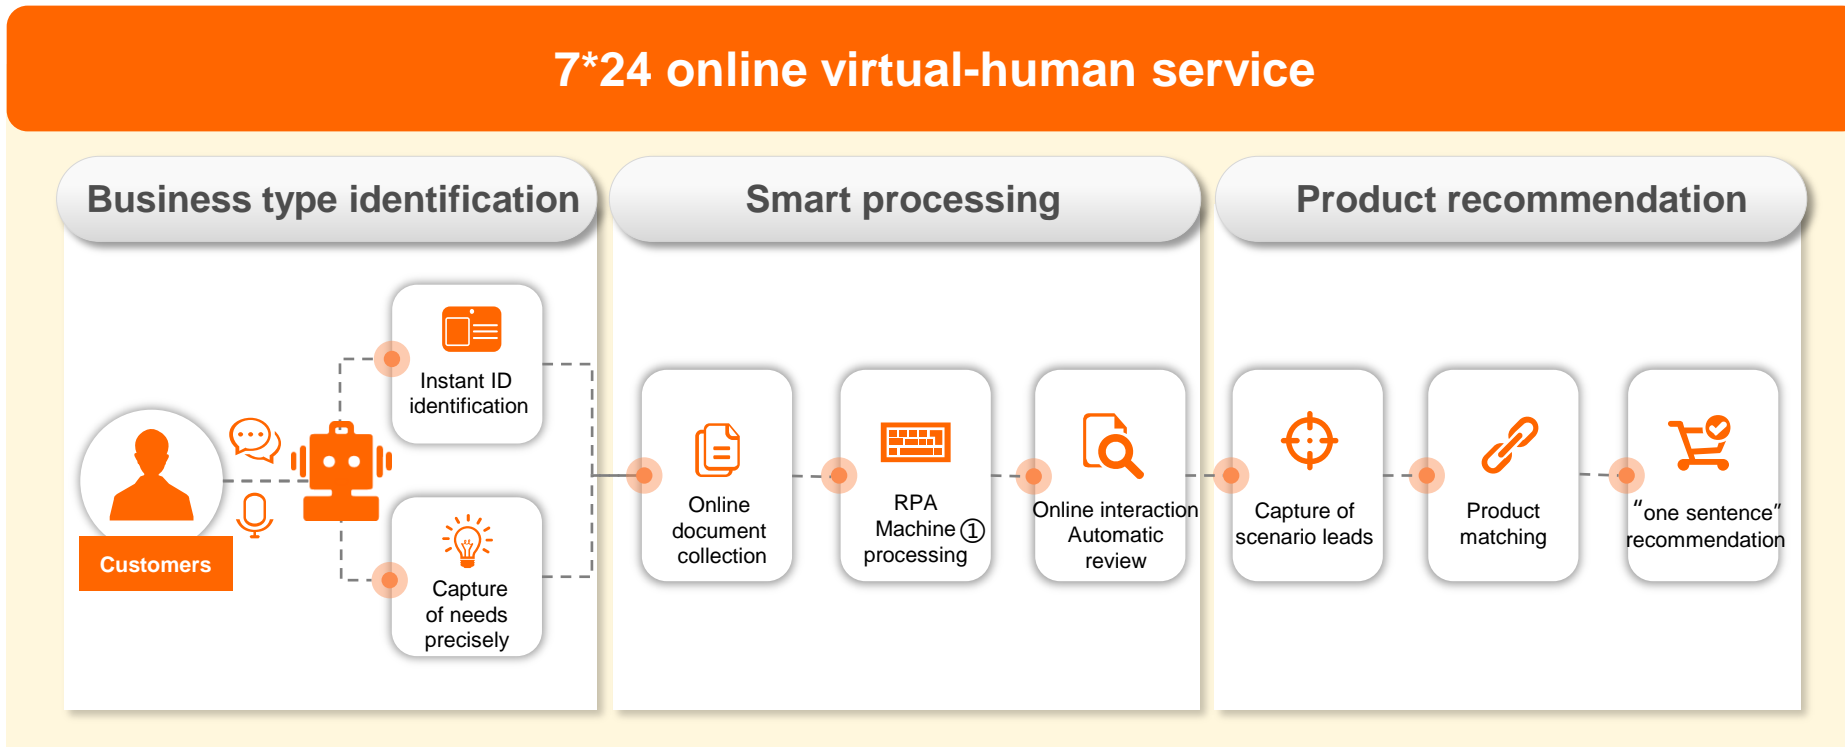 7*24 online virtual-human service
Business type identification
Smart processing
Product recommendation
Customers
Instant ID
identification
Capture
of needs
precisely
Online
document
collection
RPA
Machine①
processing
Online interaction
Automatic
review
Capture of
scenario leads
Product
matching
“one sentence”
recommendation